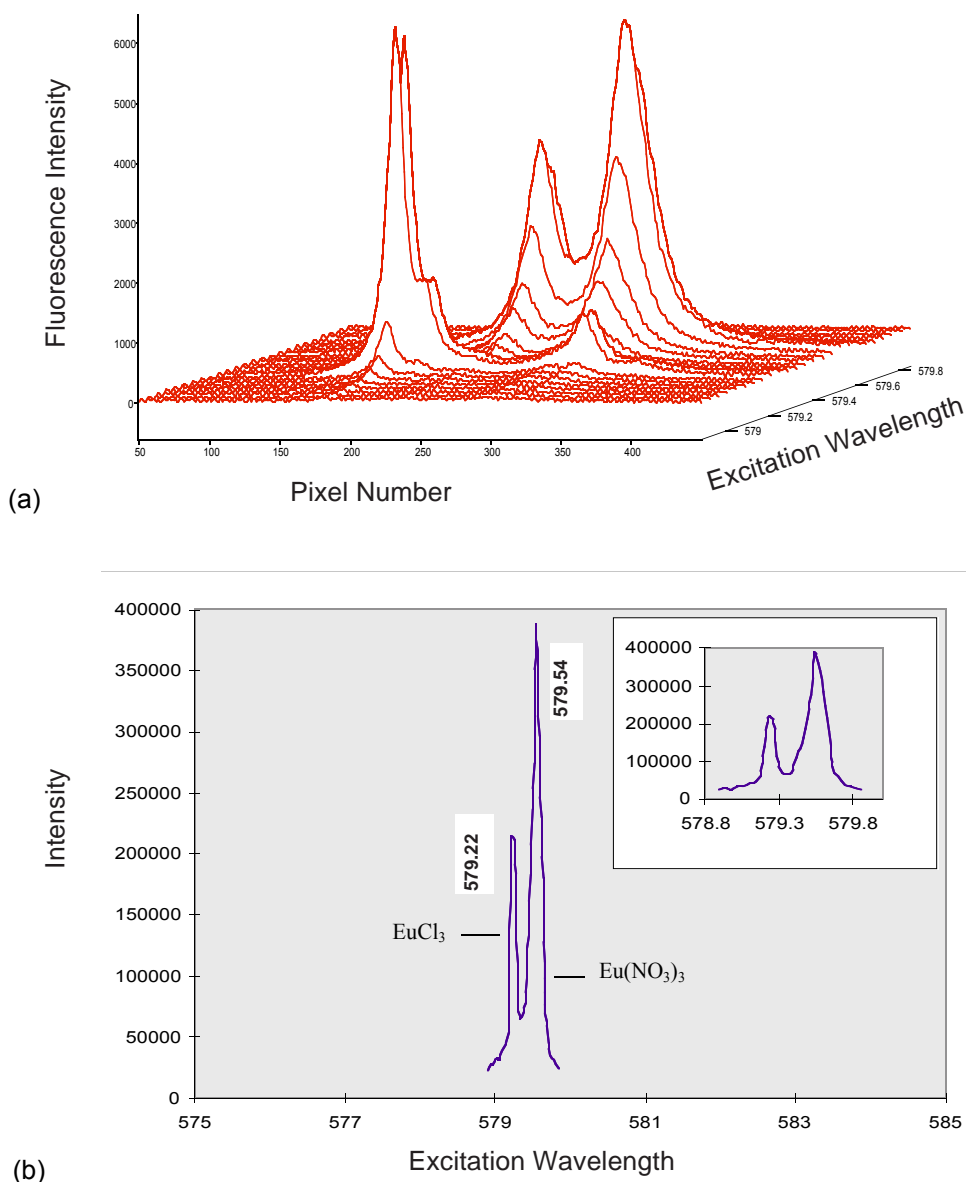 6000
5000
4000
3000
2000
1000
0
Fluorescence Intensity
50 100 150 200 250 300 350 400
579 579.2 579.4 579.6 579.8
Excitation Wavelength
Pixel Number
(a)
400000
350000
300000
250000
200000
150000
100000
50000
0
Intensity
579.22
579.54
EuCl₃
Eu(NO₃)₃
400000
300000
200000
100000
0
578.8 579.3 579.8
575 577 579 581 583 585
Excitation Wavelength
(b)